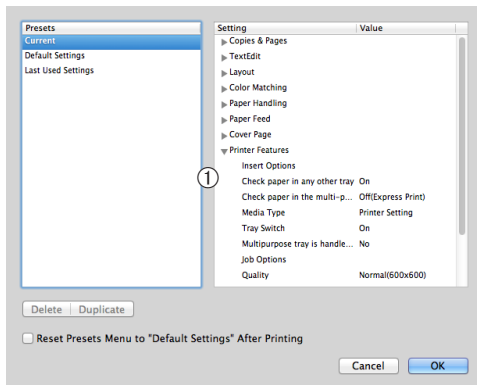 Presets
Current
Default Settings
Last Used Settings
Setting Value
Copies & Pages
TextEdit
Layout
Color Matching
Paper Handling
Paper Feed
Cover Page
Printer Features
Insert Options
①
Check paper in any other tray On
Check paper in the multi-p... Off(Express Print)
Media Type Printer Setting
Tray Switch On
Multipurpose tray is handle... No
Job Options
Quality Normal(600x600)
Delete Duplicate
Reset Presets Menu to "Default Settings" After Printing
Cancel OK